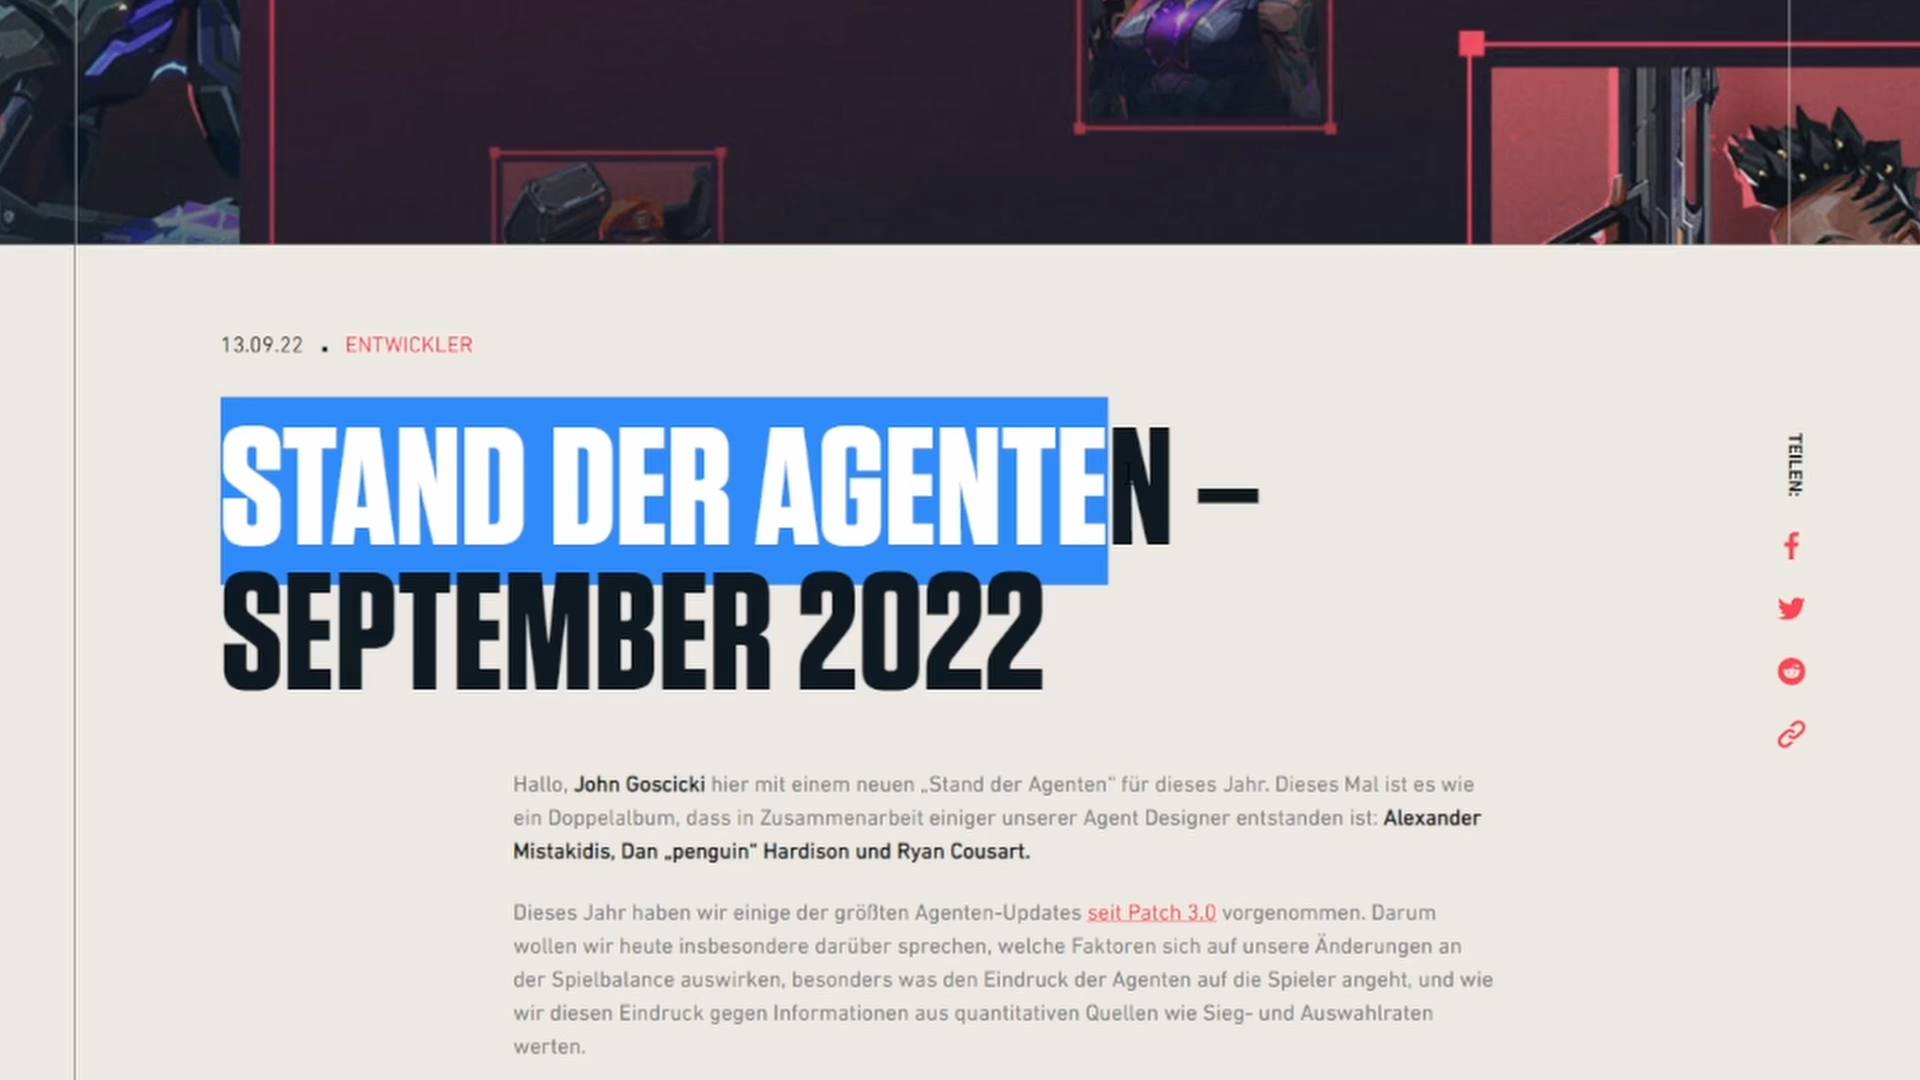 13.09.22 . ENTWICKLER
STAND DER AGENTEN –
SEPTEMBER 2022
TEILEN:
Hallo, John Goscicki hier mit einem neuen „Stand der Agenten“ für dieses Jahr. Dieses Mal ist es wie
ein Doppelalbum, dass in Zusammenarbeit einiger unserer Agent Designer entstanden ist: Alexander
Mistakidis, Dan „penguin“ Hardison und Ryan Cousart.
Dieses Jahr haben wir einige der größten Agenten-Updates seit Patch 3.0 vorgenommen. Darum
wollen wir heute insbesondere darüber sprechen, welche Faktoren sich auf unsere Änderungen an
der Spielbalance auswirken, besonders was den Eindruck der Agenten auf die Spieler angeht, und wie
wir diesen Eindruck gegen Informationen aus quantitativen Quellen wie Sieg- und Auswahlraten
werten.